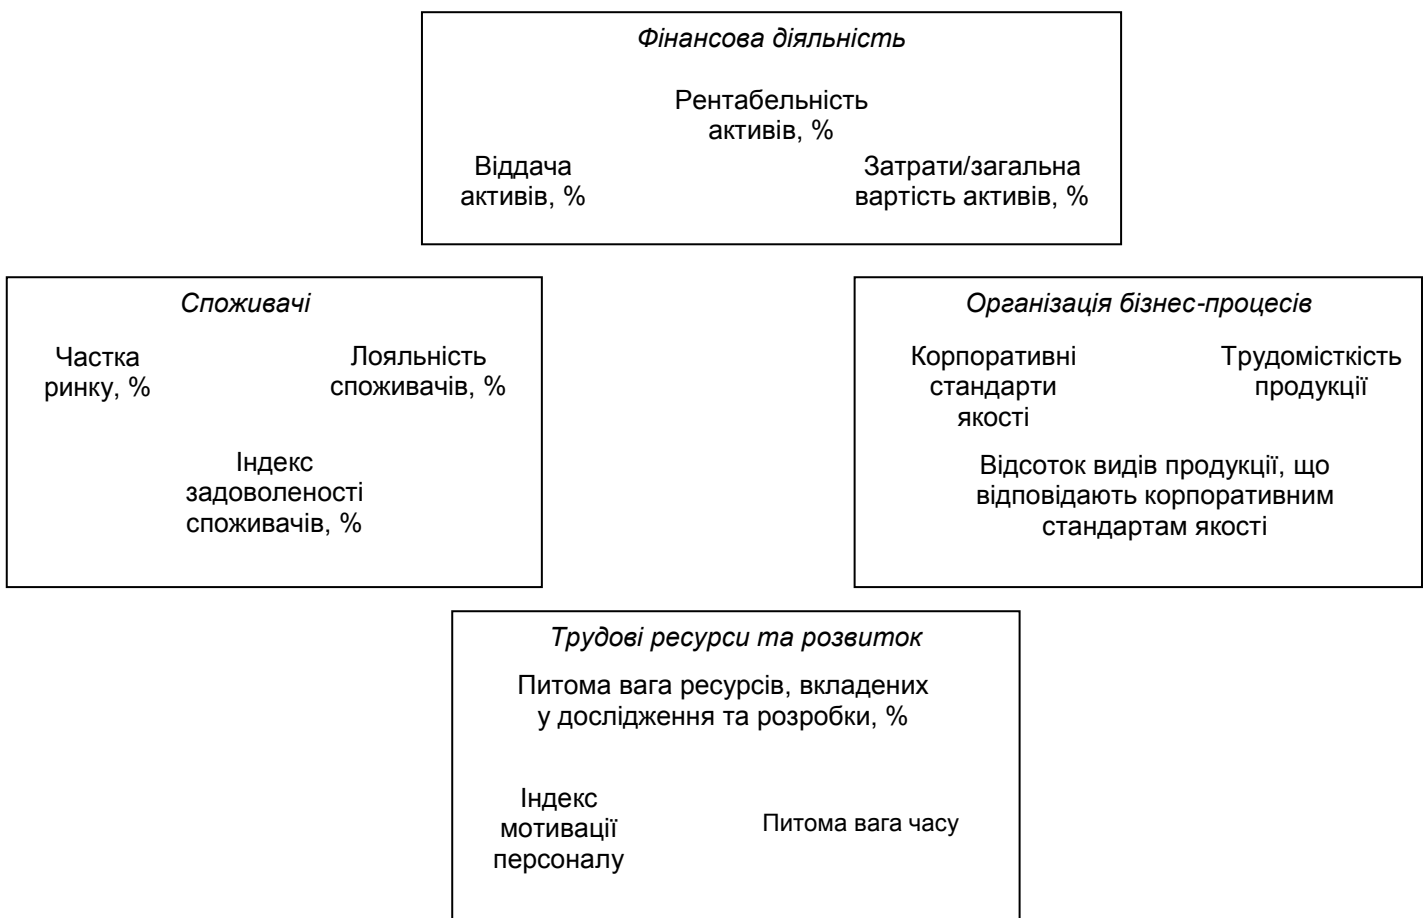 Фінансова діяльність
Рентабельність
активів, %
Віддача
активів, %
Затрати/загальна
вартість активів, %
Споживачі
Частка
ринку, %
Лояльність
споживачів, %
Індекс
задоволеності
споживачів, %
Організація бізнес-процесів
Корпоративні
стандарти
якості
Трудомісткість
продукції
Відсоток видів продукції, що
відповідають корпоративним
стандартам якості
Трудові ресурси та розвиток
Питома вага ресурсів, вкладених
у дослідження та розробки, %
Індекс
мотивації
персоналу
Питома вага часу